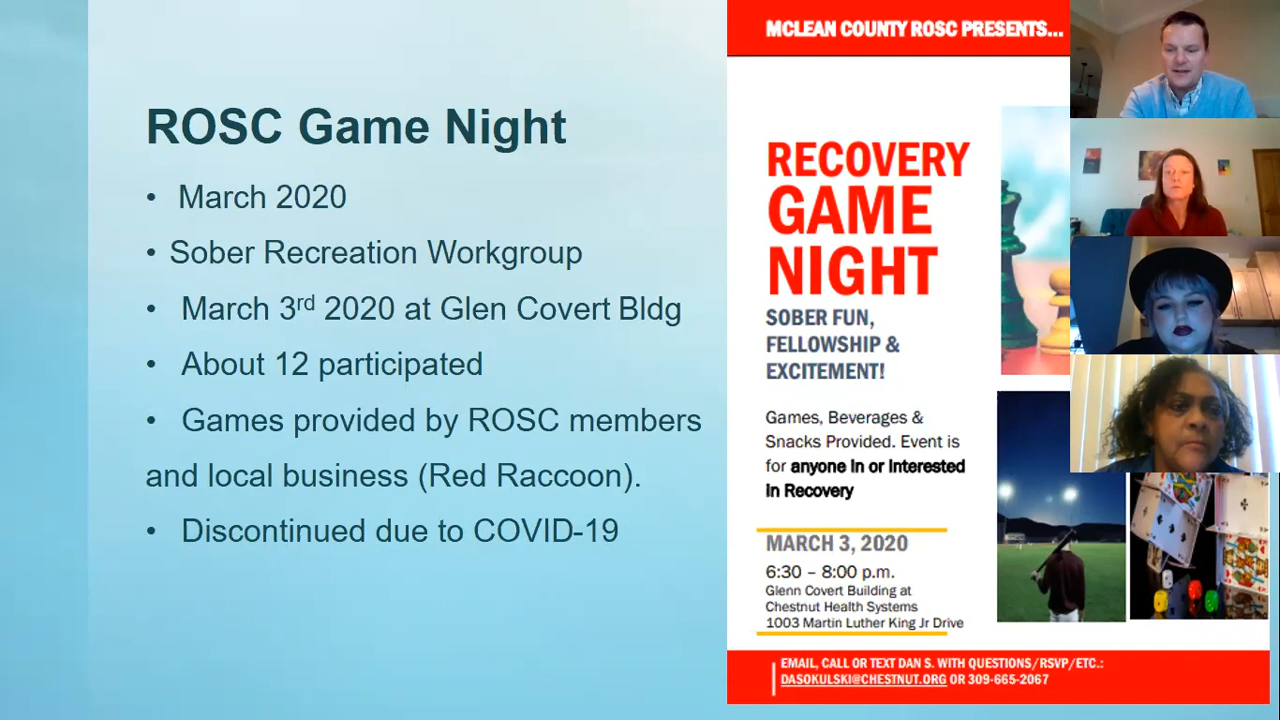 ROSC Game Night
• March 2020
• Sober Recreation Workgroup
• March 3rd 2020 at Glen Covert Bldg
• About 12 participated
• Games provided by ROSC members
and local business (Red Raccoon).
• Discontinued due to COVID-19
MCLEAN COUNTY ROSC PRESENTS...
RECOVERY
GAME
NIGHT
SOBER FUN,
FELLOWSHIP &
EXCITEMENT!
Games, Beverages &
Snacks Provided. Event is
for anyone in or Interested
in Recovery
MARCH 3, 2020
6:30 – 8:00 p.m.
Glenn Covert Building at
Chestnut Health Systems
1003 Martin Luther King Jr Drive
EMAIL, CALL OR TEXT DAN S. WITH QUESTIONS/RSVP/ETC.:
DASOKULSKI@CHESTNUT.ORG OR 309-665-2067